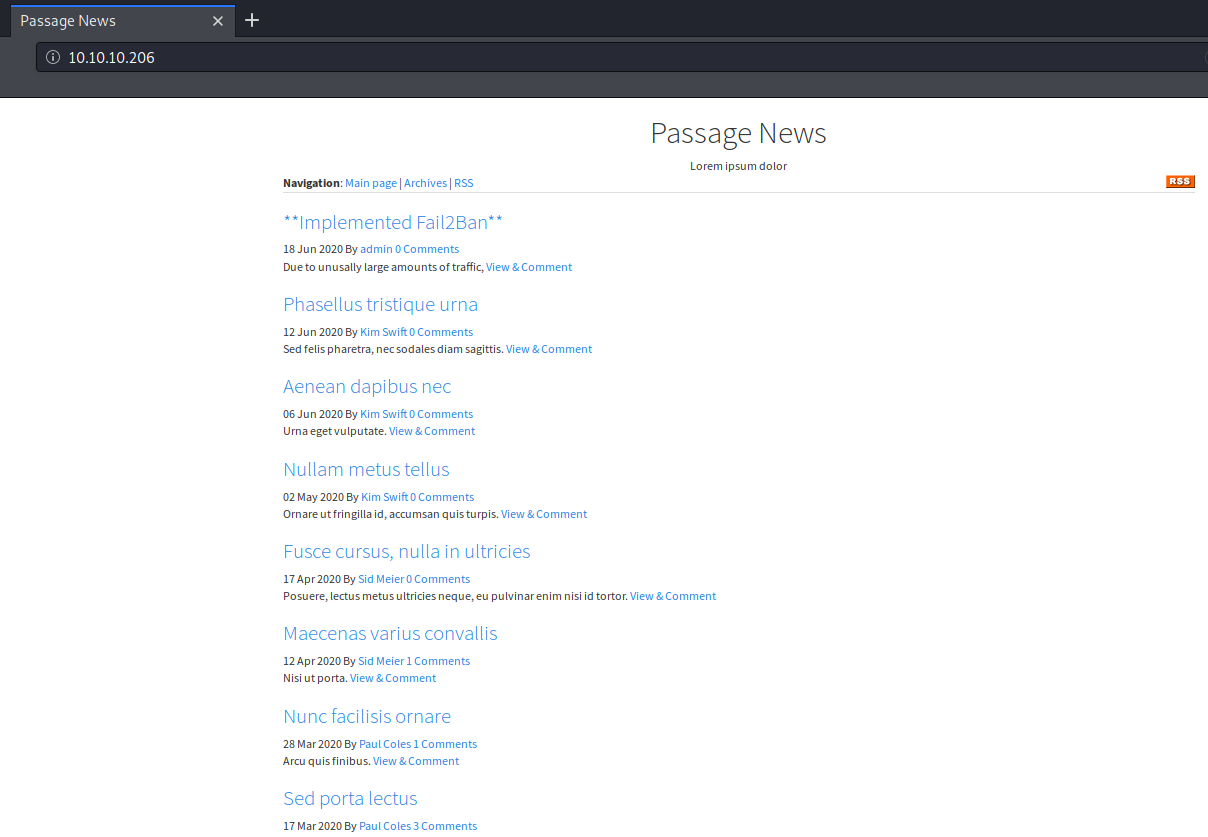 Passage News
10.10.10.206
Passage News
Lorem ipsum dolor
Navigation: Main page | Archives | RSS
RSS
**Implemented Fail2Ban**
18 Jun 2020 By admin 0 Comments
Due to unusally large amounts of traffic, View & Comment
Phasellus tristique urna
12 Jun 2020 By Kim Swift 0 Comments
Sed felis pharetra, nec sodales diam sagittis. View & Comment
Aenean dapibus nec
06 Jun 2020 By Kim Swift 0 Comments
Urna eget vulputate. View & Comment
Nullam metus tellus
02 May 2020 By Kim Swift 0 Comments
Ornare ut fringilla id, accumsan quis turpis. View & Comment
Fusce cursus, nulla in ultricies
17 Apr 2020 By Sid Meier 0 Comments
Posuere, lectus metus ultricies neque, eu pulvinar enim nisi id tortor. View & Comment
Maecenas varius convallis
12 Apr 2020 By Sid Meier 1 Comments
Nisi ut porta. View & Comment
Nunc facilisis ornare
28 Mar 2020 By Paul Coles 1 Comments
Arcu quis finibus. View & Comment
Sed porta lectus
17 Mar 2020 By Paul Coles 3 Comments